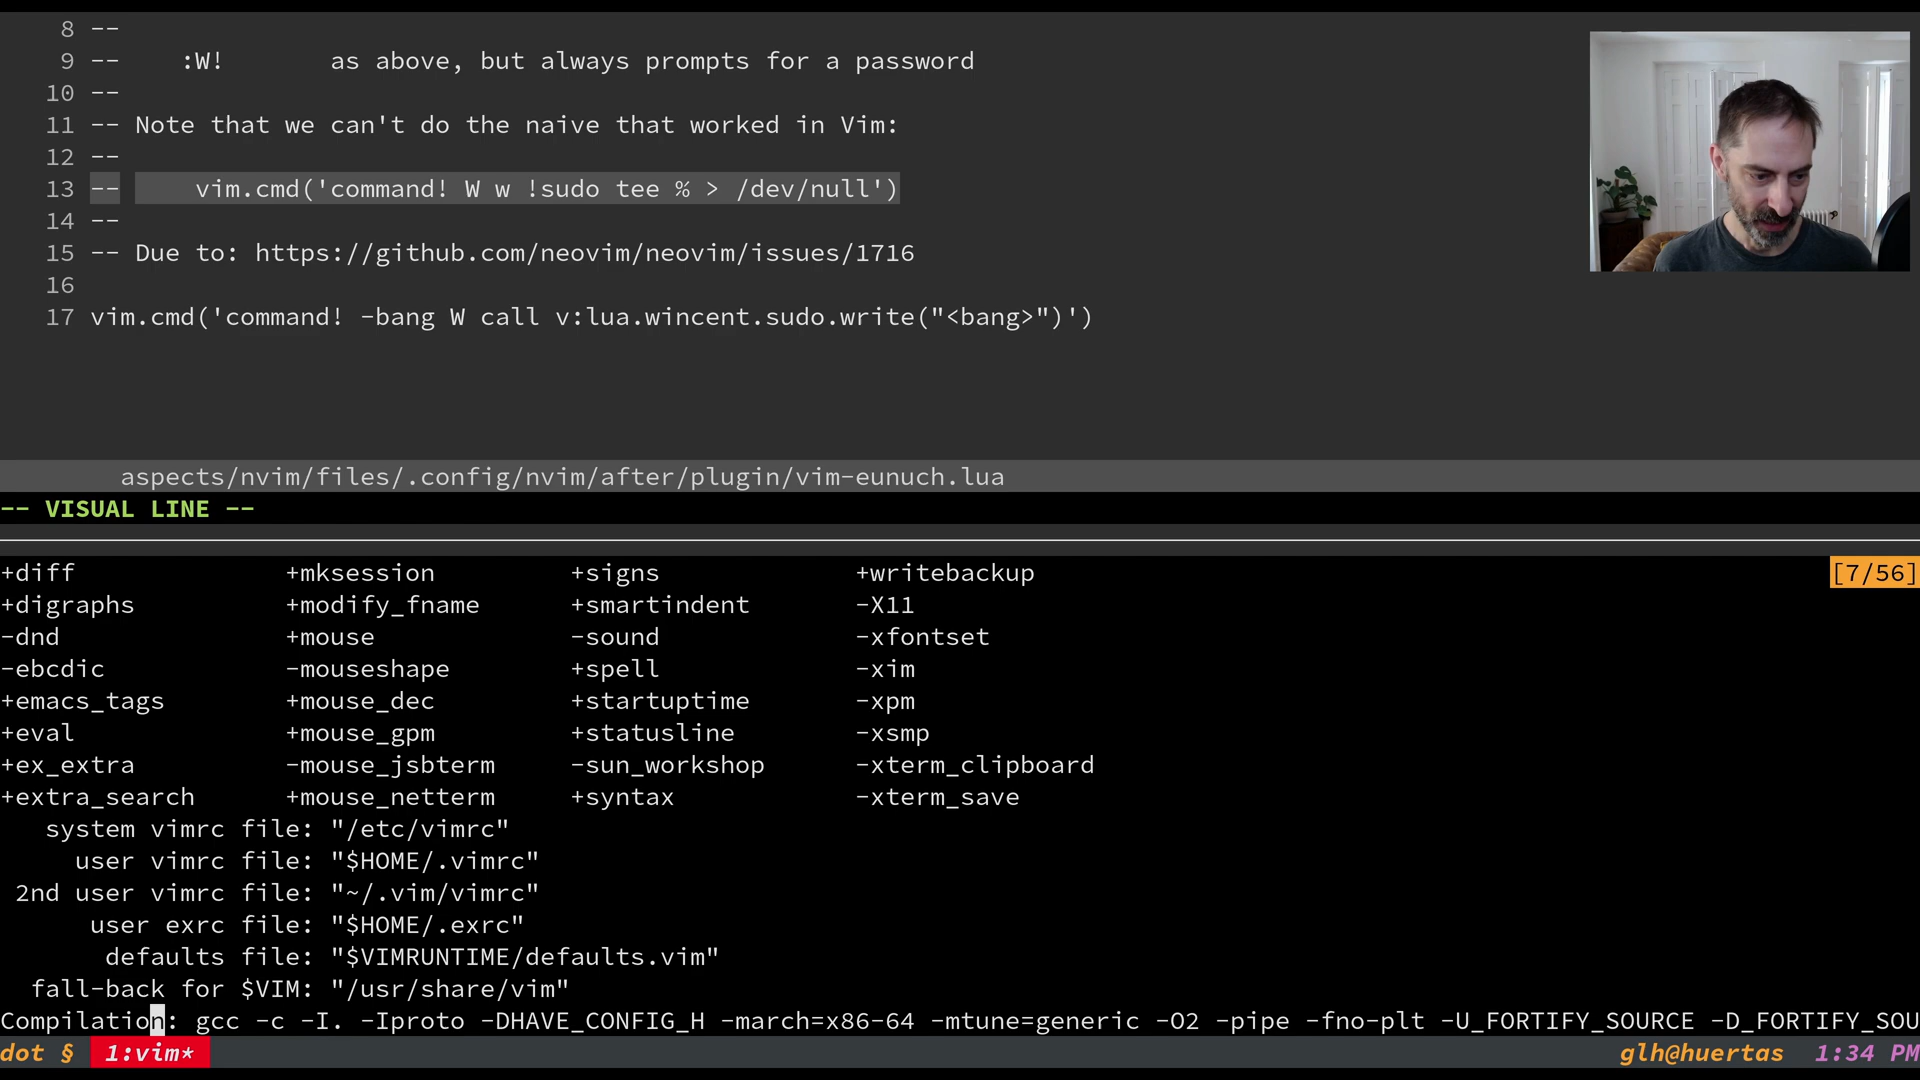 8 --
9 --    :W!       as above, but always prompts for a password
10 --
11 -- Note that we can't do the naive that worked in Vim:
12 --
13 --     vim.cmd('command! W w !sudo tee % > /dev/null')
14 --
15 -- Due to: https://github.com/neovim/neovim/issues/1716
16
17 vim.cmd('command! -bang W call v:lua.wincent.sudo.write("<bang>")')
aspects/nvim/files/.config/nvim/after/plugin/vim-eunuch.lua
-- VISUAL LINE --
+diff +mksession +signs +writebackup [7/56]
+digraphs +modify_fname +smartindent -X11
-dnd +mouse -sound -xfontset
-ebcdic -mouseshape +spell -xim
+emacs_tags +mouse_dec +startuptime -xpm
+eval +mouse_gpm +statusline -xsmp
+ex_extra -mouse_jsbterm -sun_workshop -xterm_clipboard
+extra_search +mouse_netterm +syntax -xterm_save
system vimrc file: "/etc/vimrc"
user vimrc file: "$HOME/.vimrc"
2nd user vimrc file: "~/.vim/vimrc"
user exrc file: "$HOME/.exrc"
defaults file: "$VIMRUNTIME/defaults.vim"
fall-back for $VIM: "/usr/share/vim"
Compilation: gcc -c -I. -Iproto -DHAVE_CONFIG_H -march=x86-64 -mtune=generic -O2 -pipe -fno-plt -U_FORTIFY_SOURCE -D_FORTIFY_SOU
dot § 1:vim* glh@huertas 1:34 PM